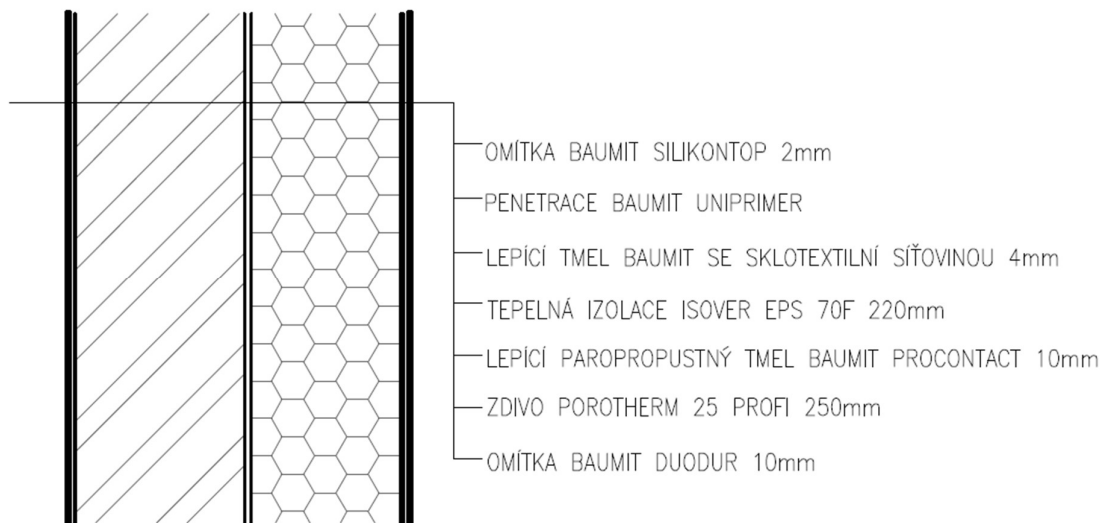 OMÍTKA BAUMIT SILIKONTOP 2mm
PENETRACE BAUMIT UNIPRIMER
LEPÍCÍ TMEL BAUMIT SE SKLOTEXTILNÍ SÍŤOVINOU 4mm
TEPELNÁ IZOLACE ISOVER EPS 70F 220mm
LEPÍCÍ PAROPROPUSTNÝ TMEL BAUMIT PROCONTACT 10mm
ZDIVO POROTHERM 25 PROFI 250mm
OMÍTKA BAUMIT DUODUR 10mm